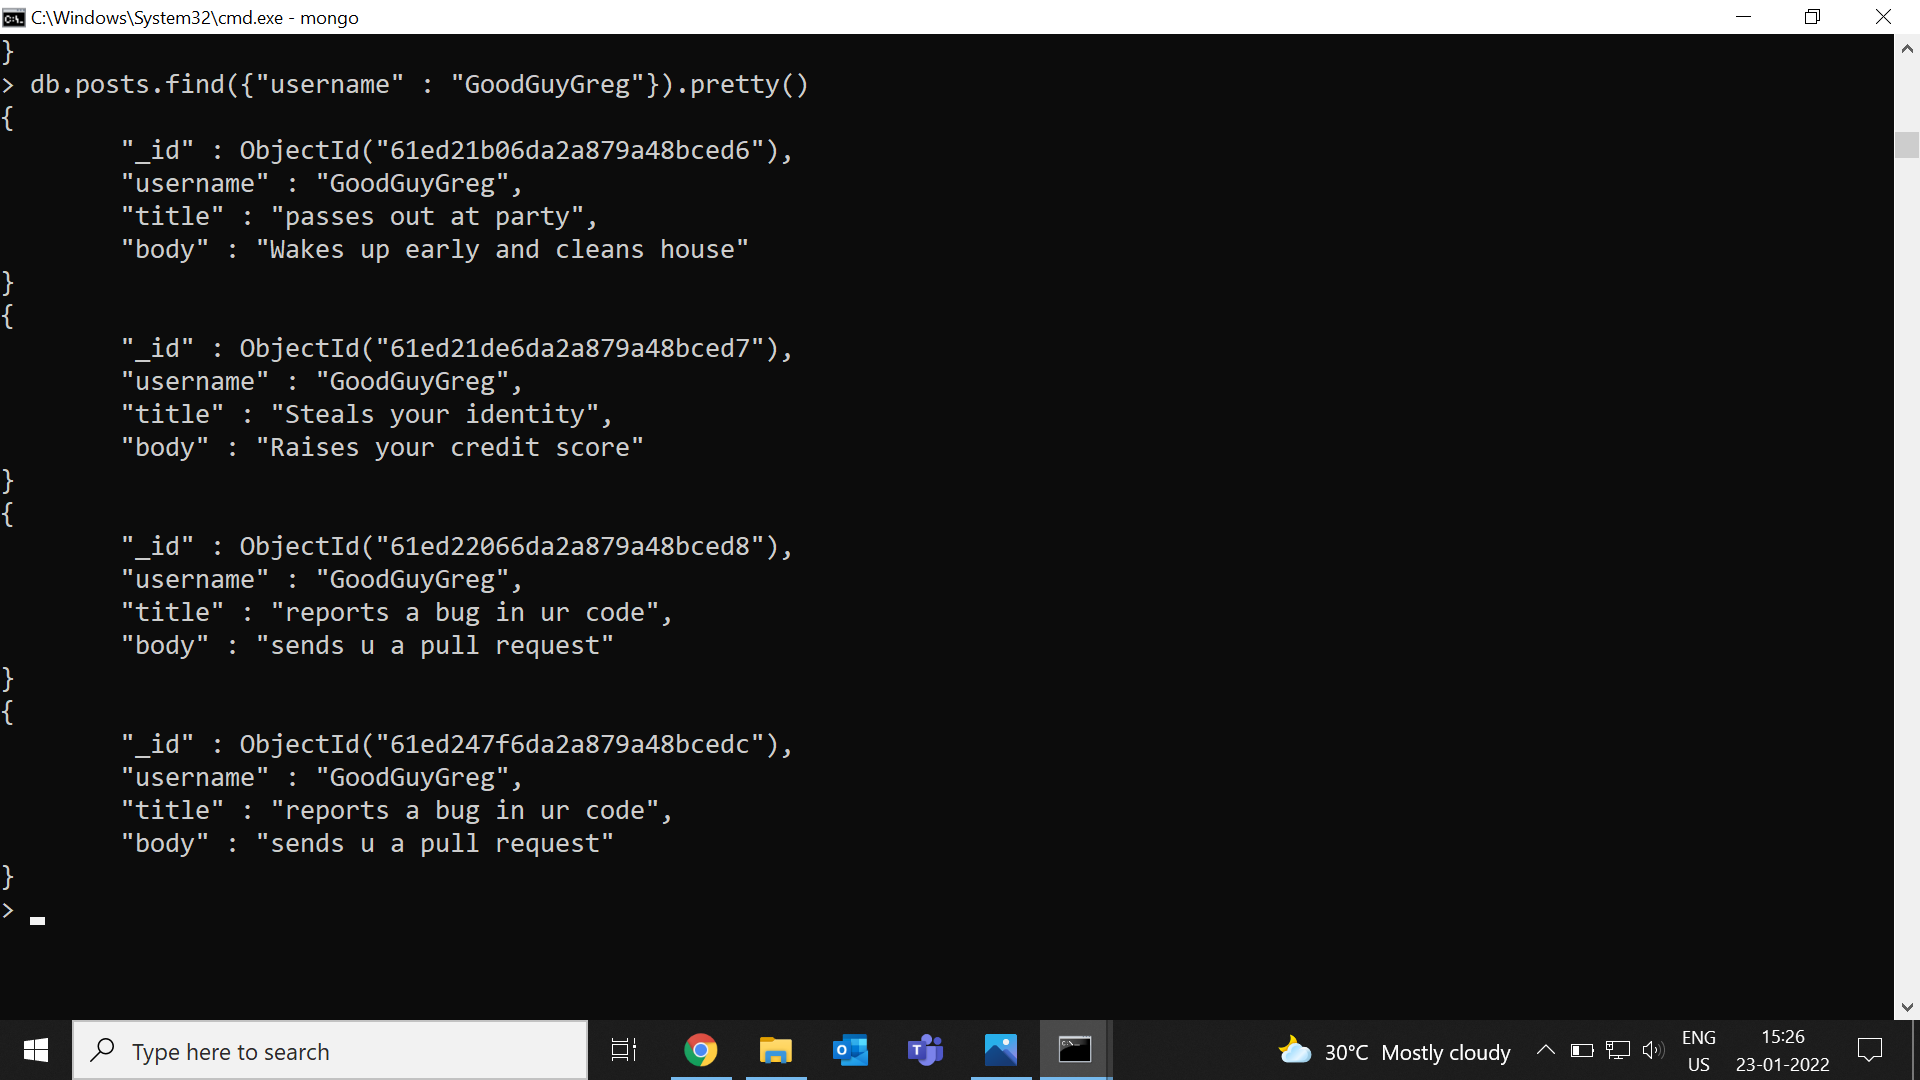 C:\Windows\System32\cmd.exe - mongo
}
> db.posts.find({"username" : "GoodGuyGreg"}).pretty()
{
"_id" : ObjectId("61ed21b06da2a879a48bced6"),
"username" : "GoodGuyGreg",
"title" : "passes out at party",
"body" : "Wakes up early and cleans house"
}
{
"_id" : ObjectId("61ed21de6da2a879a48bced7"),
"username" : "GoodGuyGreg",
"title" : "Steals your identity",
"body" : "Raises your credit score"
}
{
"_id" : ObjectId("61ed22066da2a879a48bced8"),
"username" : "GoodGuyGreg",
"title" : "reports a bug in ur code",
"body" : "sends u a pull request"
}
{
"_id" : ObjectId("61ed247f6da2a879a48bcedc"),
"username" : "GoodGuyGreg",
"title" : "reports a bug in ur code",
"body" : "sends u a pull request"
}
>
Type here to search
30°C Mostly cloudy
ENG
US
15:26
23-01-2022